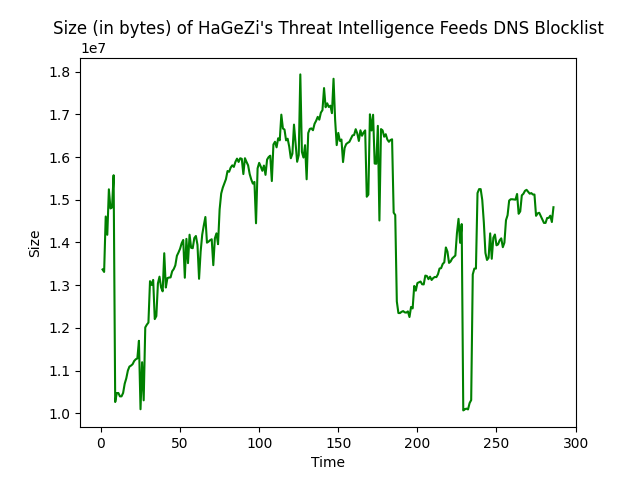 Size (in bytes) of HaGeZi's Threat Intelligence Feeds DNS Blocklist
1e7
1.8
1.7
1.6
1.5
1.4
1.3
1.2
1.1
1.0
Size
0 50 100 150 200 250 300
Time